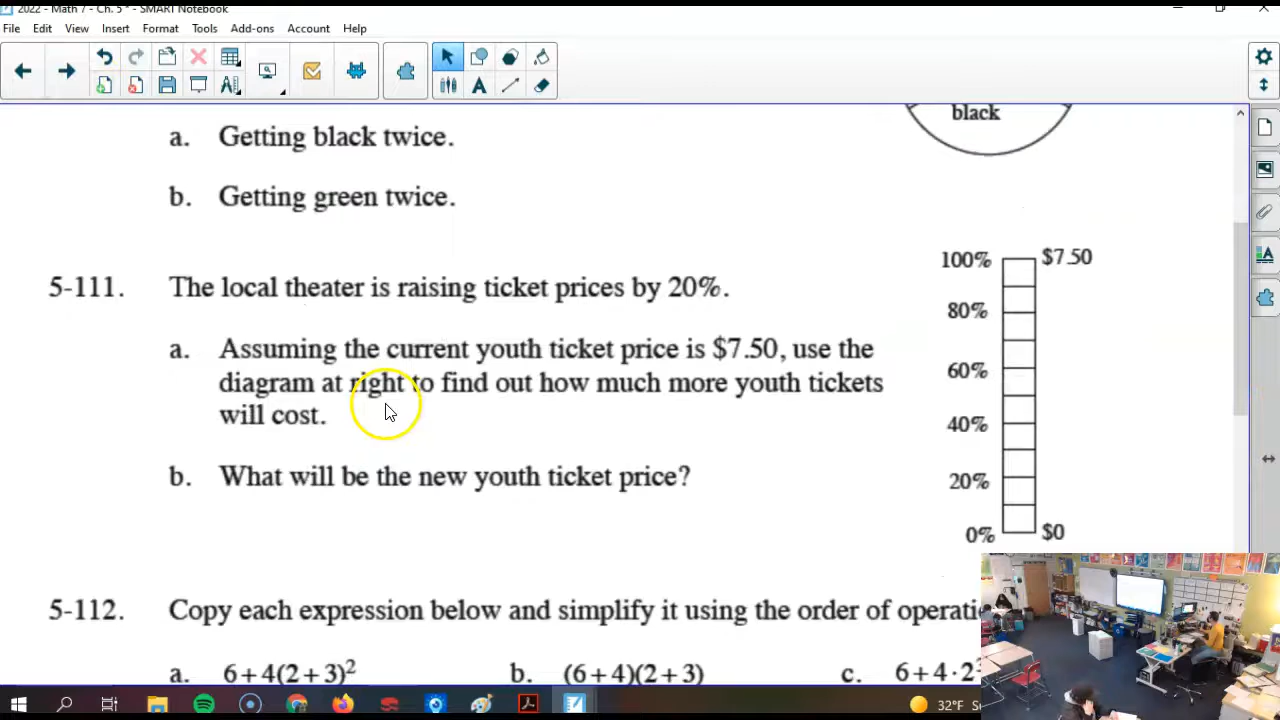 2022 - Math 7 - Ch. 5 * - SMART Notebook
File Edit View Insert Format Tools Add-ons Account Help
black
a. Getting black twice.
b. Getting green twice.
5-111. The local theater is raising ticket prices by 20%.
a. Assuming the current youth ticket price is $7.50, use the
diagram at right to find out how much more youth tickets
will cost.
b. What will be the new youth ticket price?
100% $7.50
80%
60%
40%
20%
0% $0
5-112. Copy each expression below and simplify it using the order of operati
a. 6+4(2+3)² b. (6+4)(2+3) c. 6+4·2
32°F